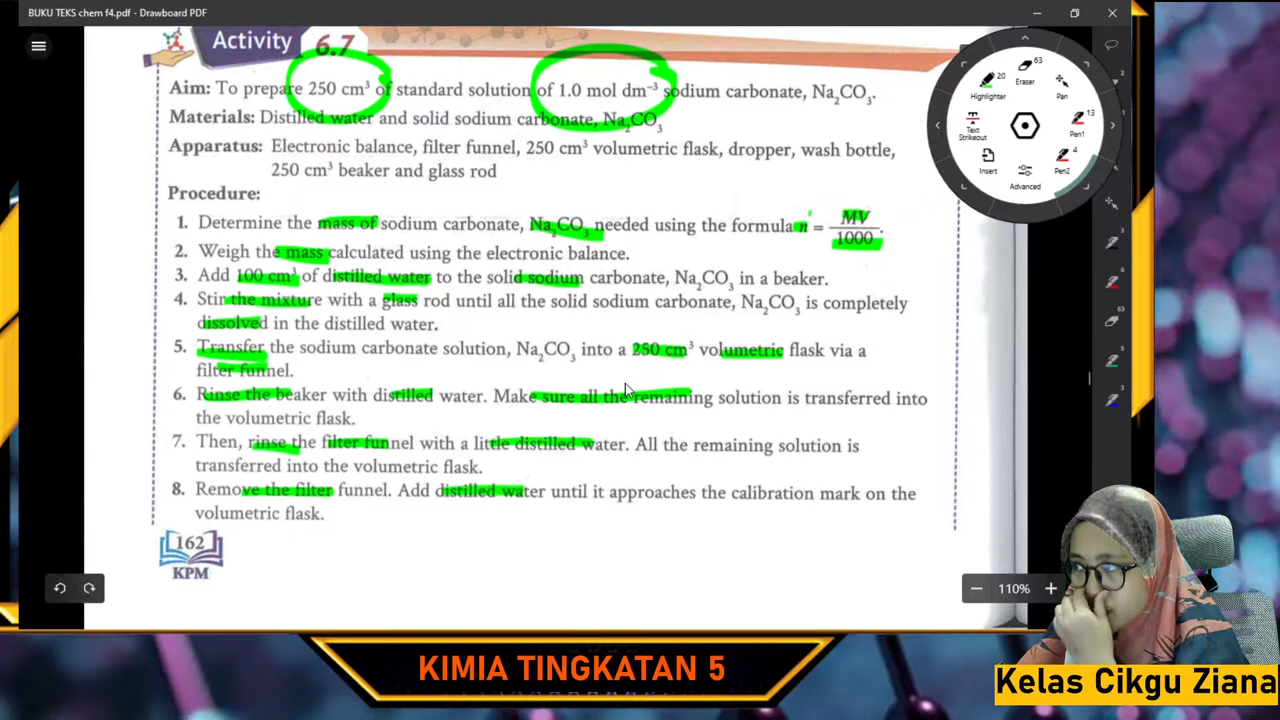 BUKU TEKS chem f4.pdf - Drawboard PDF
Activity 6.7
Aim: To prepare 250 cm³ of standard solution of 1.0 mol dm⁻³ sodium carbonate, Na₂CO₃.
Materials: Distilled water and solid sodium carbonate, Na₂CO₃
Apparatus: Electronic balance, filter funnel, 250 cm³ volumetric flask, dropper, wash bottle,
250 cm³ beaker and glass rod
Procedure:
1. Determine the mass of sodium carbonate, Na₂CO₃ needed using the formula n = MV/1000.
2. Weigh the mass calculated using the electronic balance.
3. Add 100 cm³ of distilled water to the solid sodium carbonate, Na₂CO₃ in a beaker.
4. Stir the mixture with a glass rod until all the solid sodium carbonate, Na₂CO₃ is completely
dissolved in the distilled water.
5. Transfer the sodium carbonate solution, Na₂CO₃ into a 250 cm³ volumetric flask via a
filter funnel.
6. Rinse the beaker with distilled water. Make sure all the remaining solution is transferred into
the volumetric flask.
7. Then, rinse the filter funnel with a little distilled water. All the remaining solution is
transferred into the volumetric flask.
8. Remove the filter funnel. Add distilled water until it approaches the calibration mark on the
volumetric flask.
162
KPM
20
Highlighter
63
Eraser
Pan
Text
Strikeout
13
Pen1
Insert
Advanced
4
Pen2
110%
KIMIA TINGKATAN 5
Kelas Cikgu Ziana